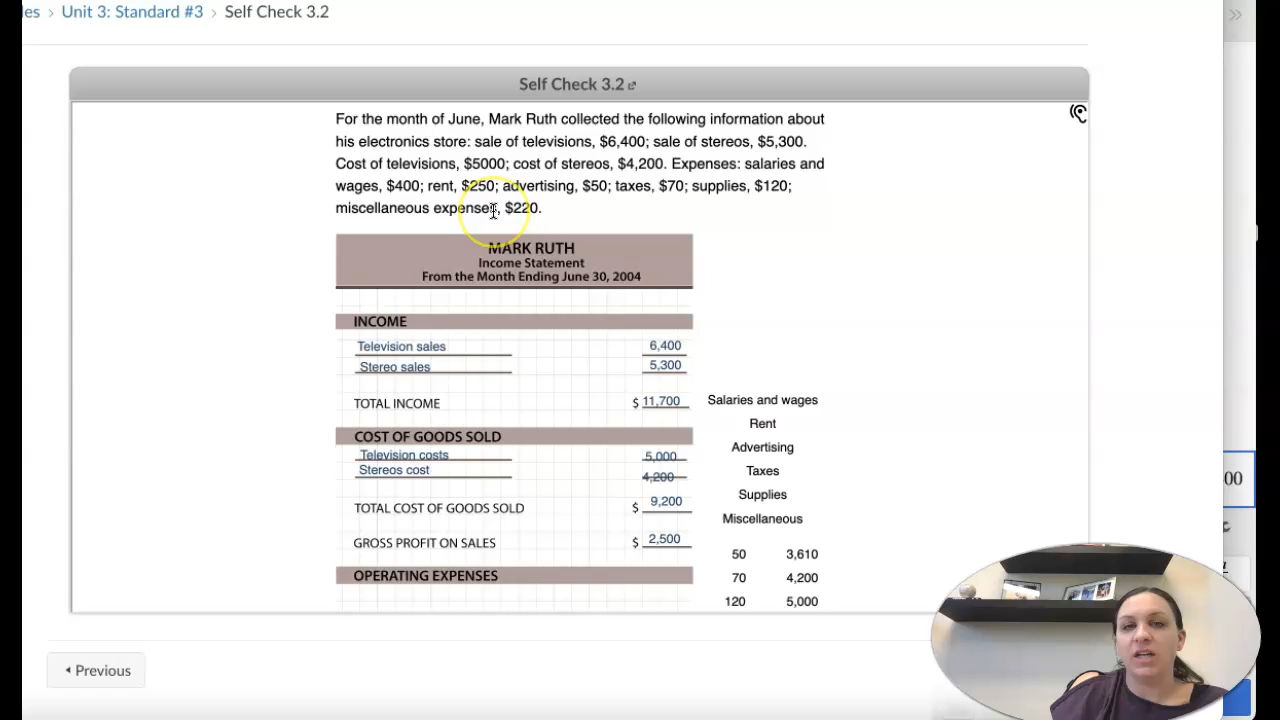 es › Unit 3: Standard #3 › Self Check 3.2
Self Check 3.2
For the month of June, Mark Ruth collected the following information about
his electronics store: sale of televisions, $6,400; sale of stereos, $5,300.
Cost of televisions, $5000; cost of stereos, $4,200. Expenses: salaries and
wages, $400; rent, $250; advertising, $50; taxes, $70; supplies, $120;
miscellaneous expenses, $220.
MARK RUTH
Income Statement
From the Month Ending June 30, 2004
INCOME
Television sales 6,400
Stereo sales 5,300
TOTAL INCOME $ 11,700
COST OF GOODS SOLD
Television costs 5,000
Stereos cost 4,200
TOTAL COST OF GOODS SOLD $ 9,200
GROSS PROFIT ON SALES $ 2,500
OPERATING EXPENSES
Salaries and wages
Rent
Advertising
Taxes
Supplies
Miscellaneous
50 3,610
70 4,200
120 5,000
00
Previous